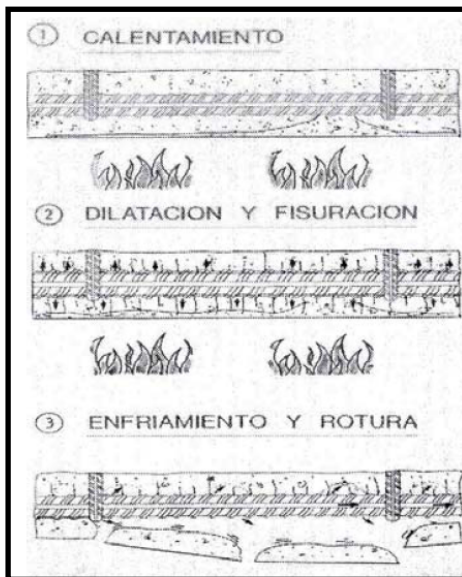 1 CALENTAMIENTO
2 DILATACION Y FISURACION
3 ENFRIAMIENTO Y ROTURA